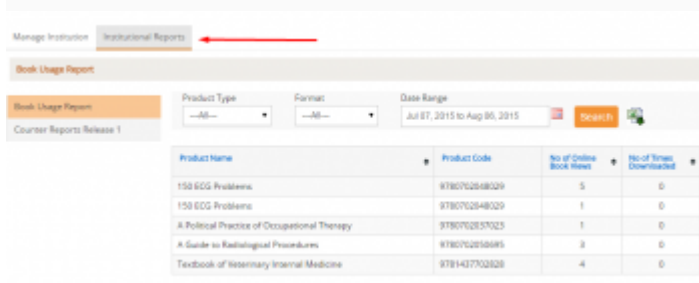 Manage Institution Institutional Reports
Book Usage Report
Book Usage Report
Counter Reports Release 1
Product Type Format Date Range
---All--- ---All--- Jul 07, 2015 to Aug 06, 2015 Search
Product Name Product Code No of Online Book Views No of Times Downloaded
150 ECG Problems 9780702048029 5 0
150 ECG Problems 9780702048029 1 0
A Political Practice of Occupational Therapy 9780702037023 1 0
A Guide to Radiological Procedures 3 0
Textbook of Veterinary Internal Medicine 9781437702828 4 0